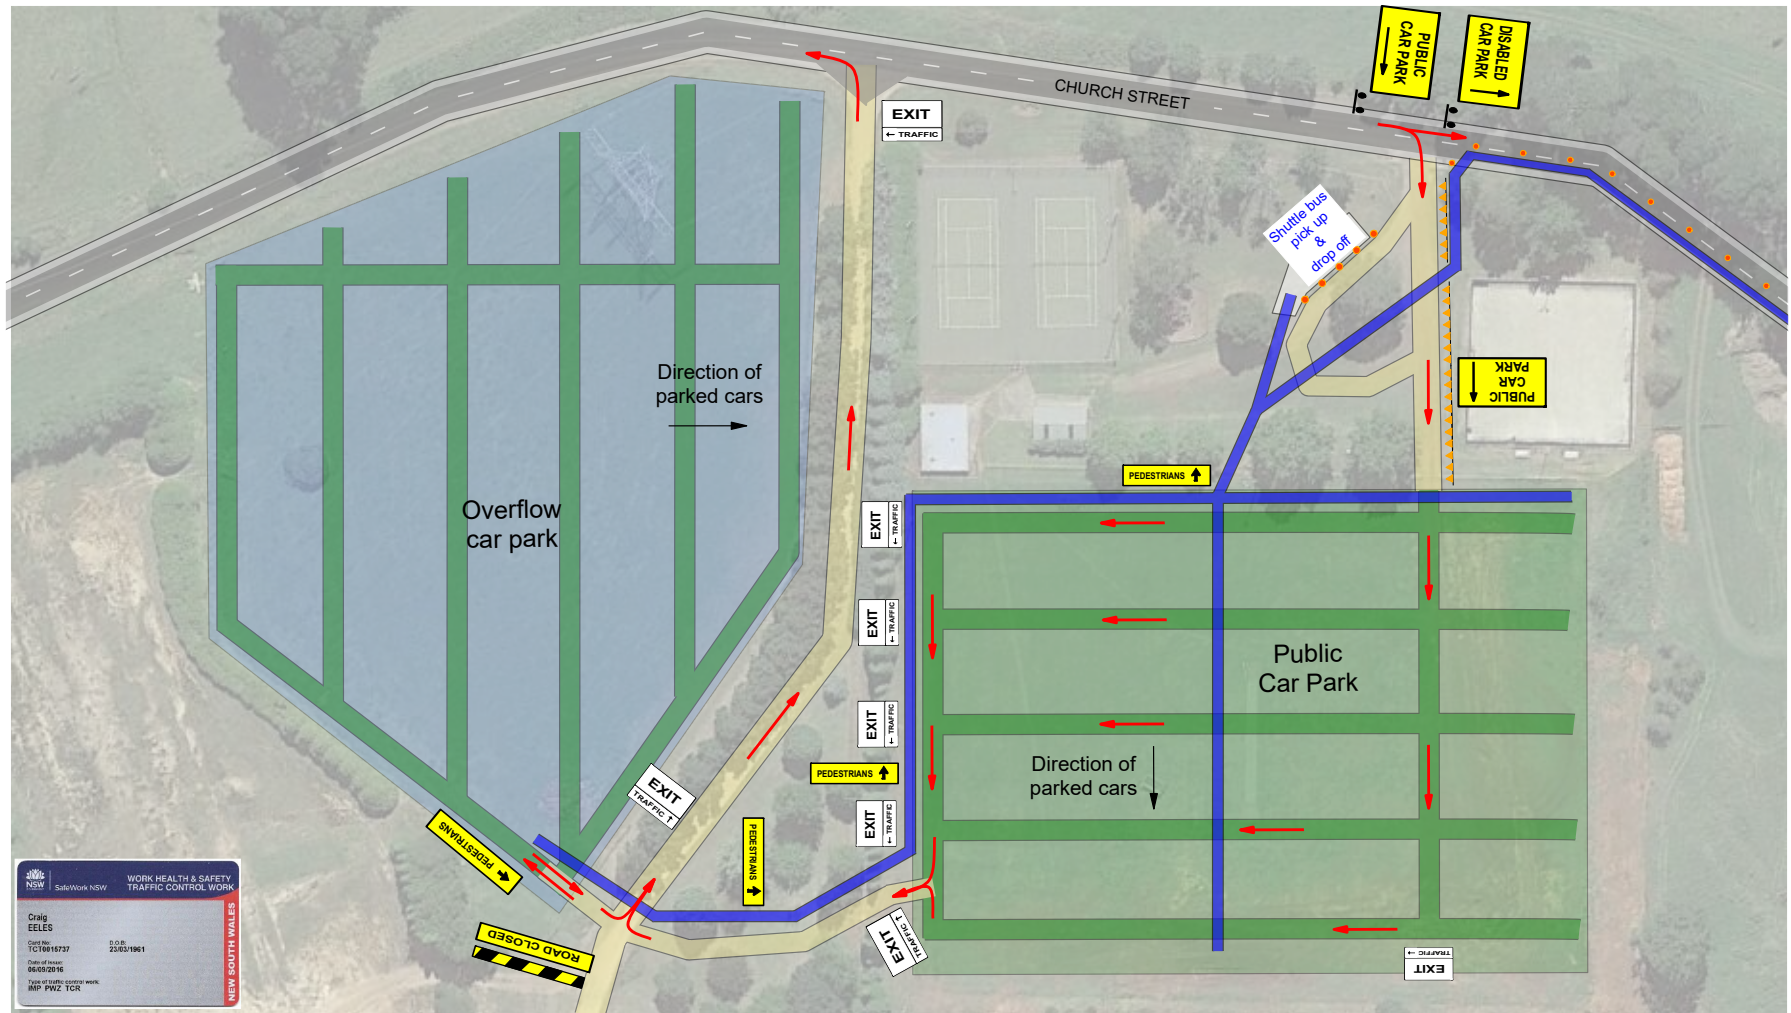 PUBLIC
CAR PARK
DISABLED
CAR PARK
CHURCH STREET
EXIT
← TRAFFIC
Shuttle bus
pick up
&
drop off
Direction of
parked cars
PUBLIC
CAR
PARK
PEDESTRIANS
Overflow
car park
EXIT
← TRAFFIC
EXIT
← TRAFFIC
Public
Car Park
EXIT
← TRAFFIC
Direction of
parked cars
PEDESTRIANS
EXIT
TRAFFIC ↑
EXIT
← TRAFFIC
PEDESTRIANS
PEDESTRIANS
ROAD CLOSED
EXIT
TRAFFIC ↑
EXIT
← TRAFFIC
NSW
SafeWork NSW
WORK HEALTH & SAFETY
TRAFFIC CONTROL WORK
Craig
EELES
Card No:
TCT0015737
D.O.B:
23/03/1961
Date of Issue:
06/09/2016
Type of traffic control work:
IMP PWZ TCR
NEW SOUTH WALES